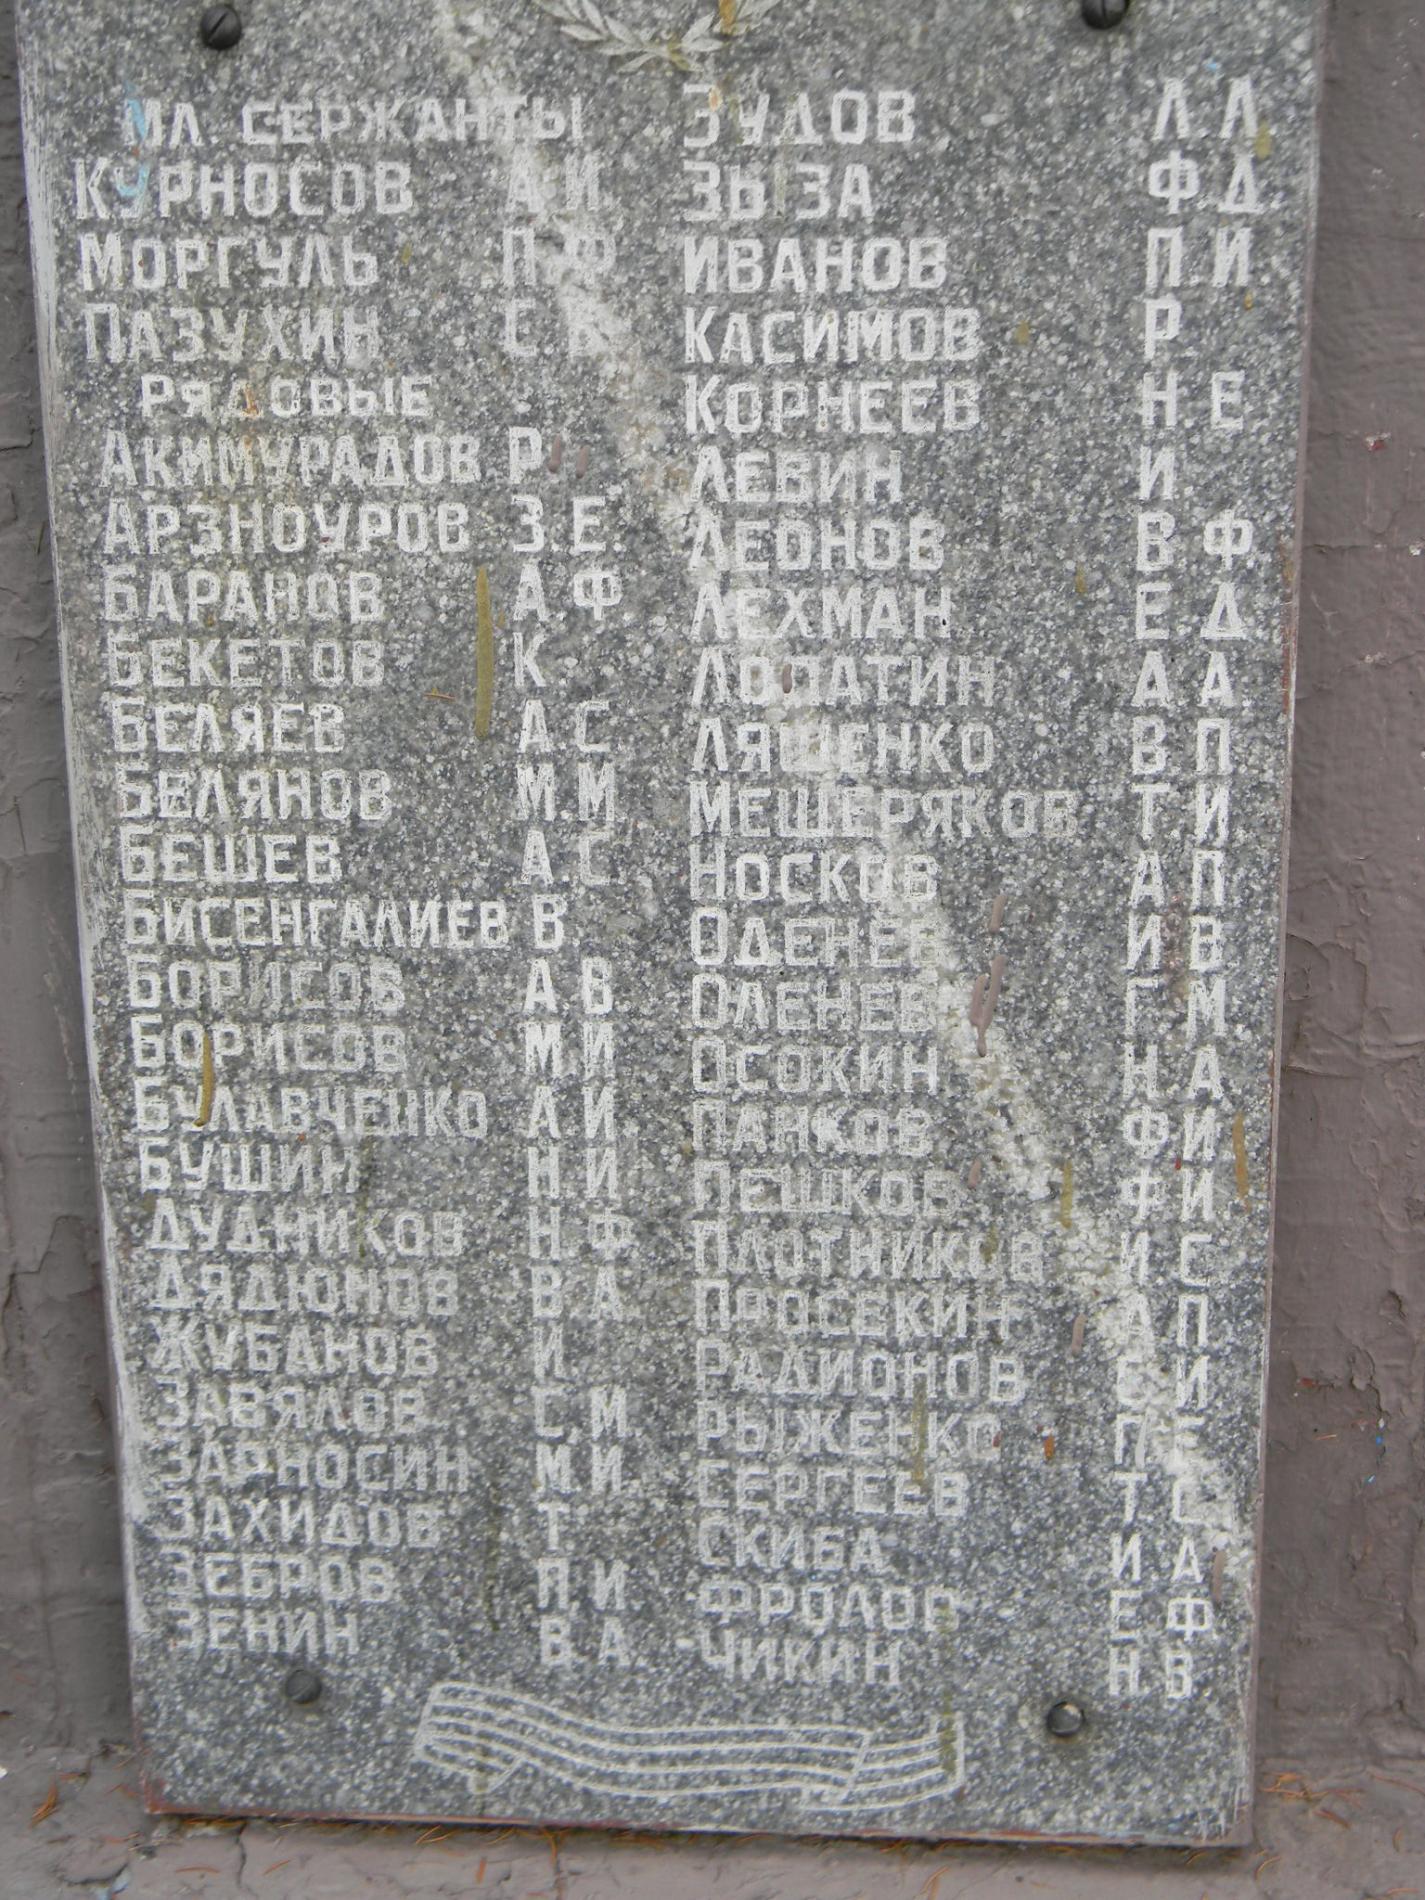 МЛ. СЕРЖАНТЫ
КУРНОСОВ А.И.
МОРГУЛЬ П.Ф.
ПАЗУХИН С.
РЯДОВЫЕ
АКИМУРАДОВ Р.
АРЗНОУРОВ З.Е.
БАРАНОВ А.Ф.
БЕКЕТОВ К.
БЕЛЯЕВ А.С.
БЕЛЯНОВ М.М.
БЕШЕВ А.С.
БИСЕНГАЛИЕВ В.
БОРИСОВ А.В.
БОРИСОВ М.И.
БУЛАВЧЕНКО А.И.
БУШИН Н.И.
ДУДНИКОВ Н.Ф.
ДЯДЮНОВ В.А.
ЖУБАНОВ И.
ЗАВЯЛОВ С.М.
ЗАРНОСИН М.И.
ЗАХИДОВ Т.
ЗЕБРОВ П.И.
ЗЕНИН В.А.
ЗУДОВ Л.Л.
ЗЫЗА Ф.Д.
ИВАНОВ П.И.
КАСИМОВ Р.
КОРНЕЕВ Н.Е.
ЛЕВИН И.
ЛЕОНОВ В.Ф.
ЛЕХМАН Е.Д.
ЛОПАТИН А.А.
ЛЯШЕНКО В.П.
МЕЩЕРЯКОВ Т.И.
НОСКОВ А.П.
ОДЕНЕВ И.В.
ОЛЕНЕВ Г.М.
ОСОКИН Н.А.
ПАНКОВ Ф.И.
ПЕШКОВ Ф.И.
ПЛОТНИКОВ И.С.
ПРОСЕКИН А.П.
РАДИОНОВ С.И.
РЫЖЕНКО П.
СЕРГЕЕВ Т.С.
СКИБА И.А.
ФРОЛОВ Е.Ф.
ЧИКИН Н.В.